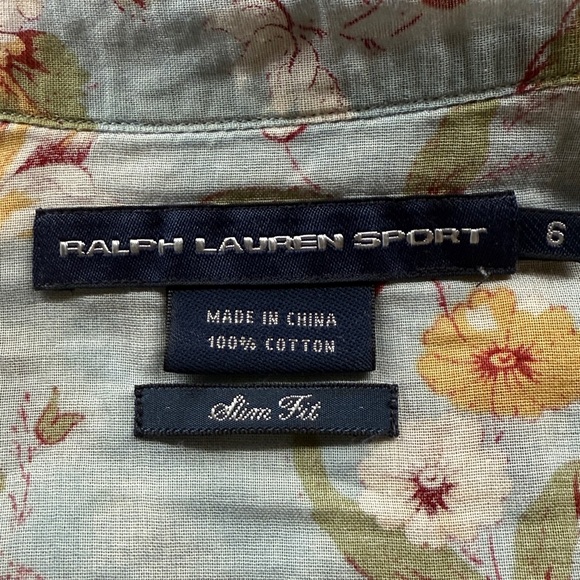 RALPH LAUREN SPORT 6
MADE IN CHINA
100% COTTON
Slim Fit